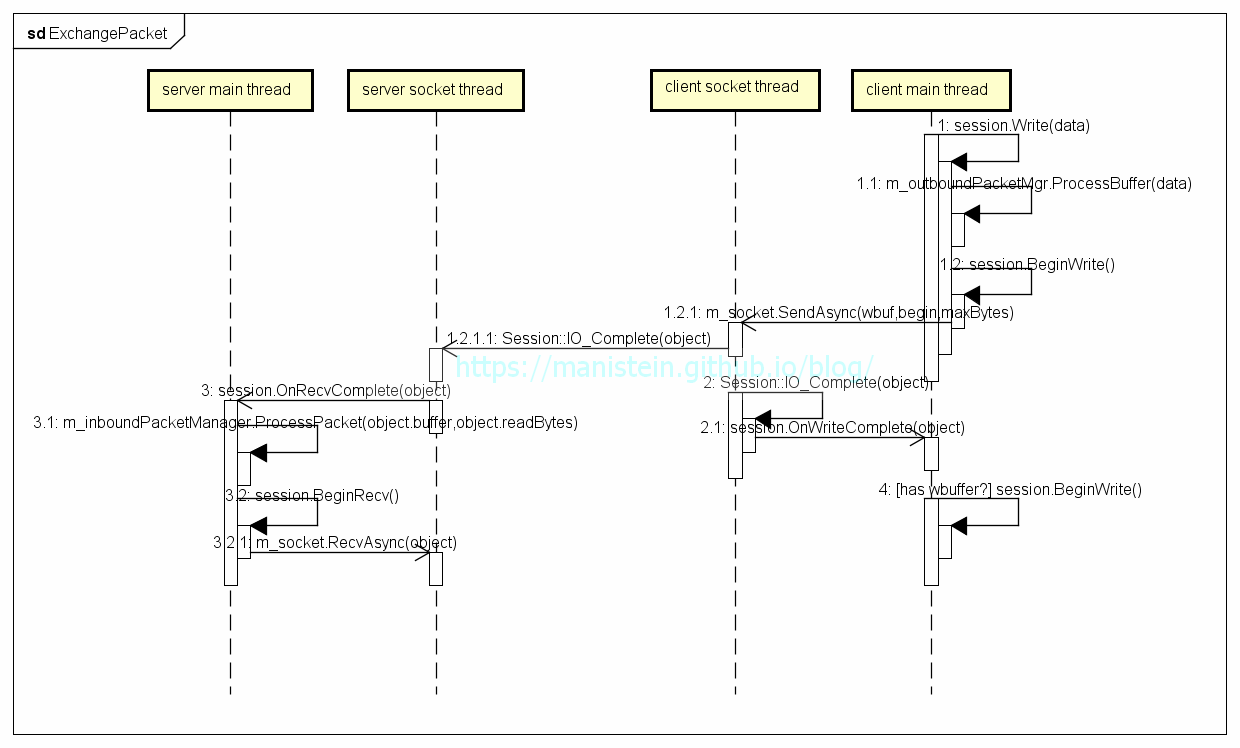 sd ExchangePacket
server main thread
server socket thread
client socket thread
client main thread
1: session.Write(data)
1.1: m_outboundPacketMgr.ProcessBuffer(data)
1.2: session.BeginWrite()
1.2.1: m_socket.SendAsync(wbuf,begin,maxBytes)
1.2.1.1: Session::IO_Complete(object)
https://manistein.github.io/blog/
2: Session::IO_Complete(object)
3: session.OnRecvComplete(object)
3.1: m_inboundPacketManager.ProcessPacket(object.buffer,object.readBytes)
2.1: session.OnWriteComplete(object)
4: [has wbuffer?] session.BeginWrite()
3.2: session.BeginRecv()
3.2.1: m_socket.RecvAsync(object)